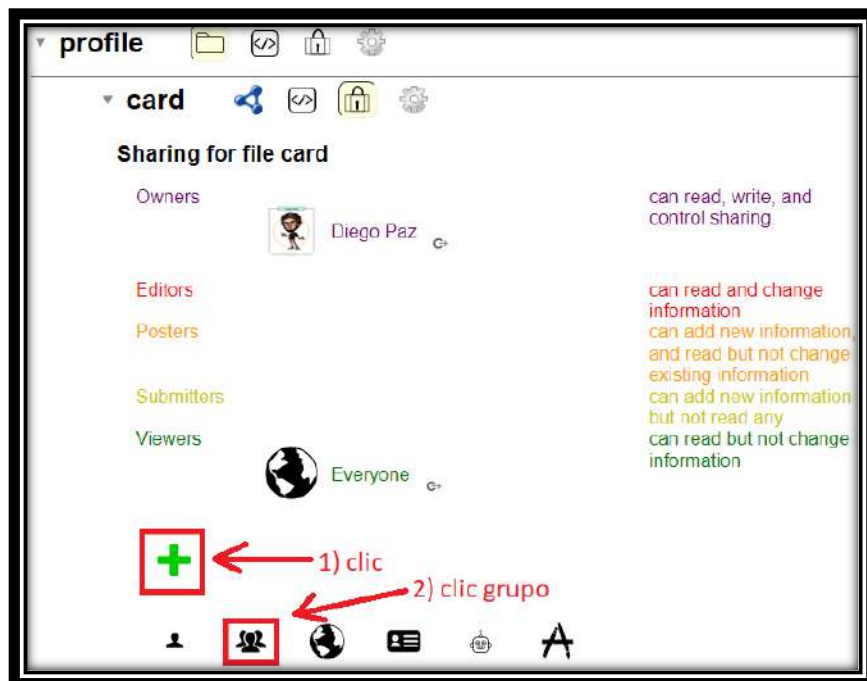 profile
card
Sharing for file card
Owners
Diego Paz
can read, write, and
control sharing.
Editors
can read and change
information
Posters
can add new information,
and read but not change
existing information
Submitters
can add new information
but not read any
Viewers
Everyone
can read but not change
information
1) clic
2) clic grupo